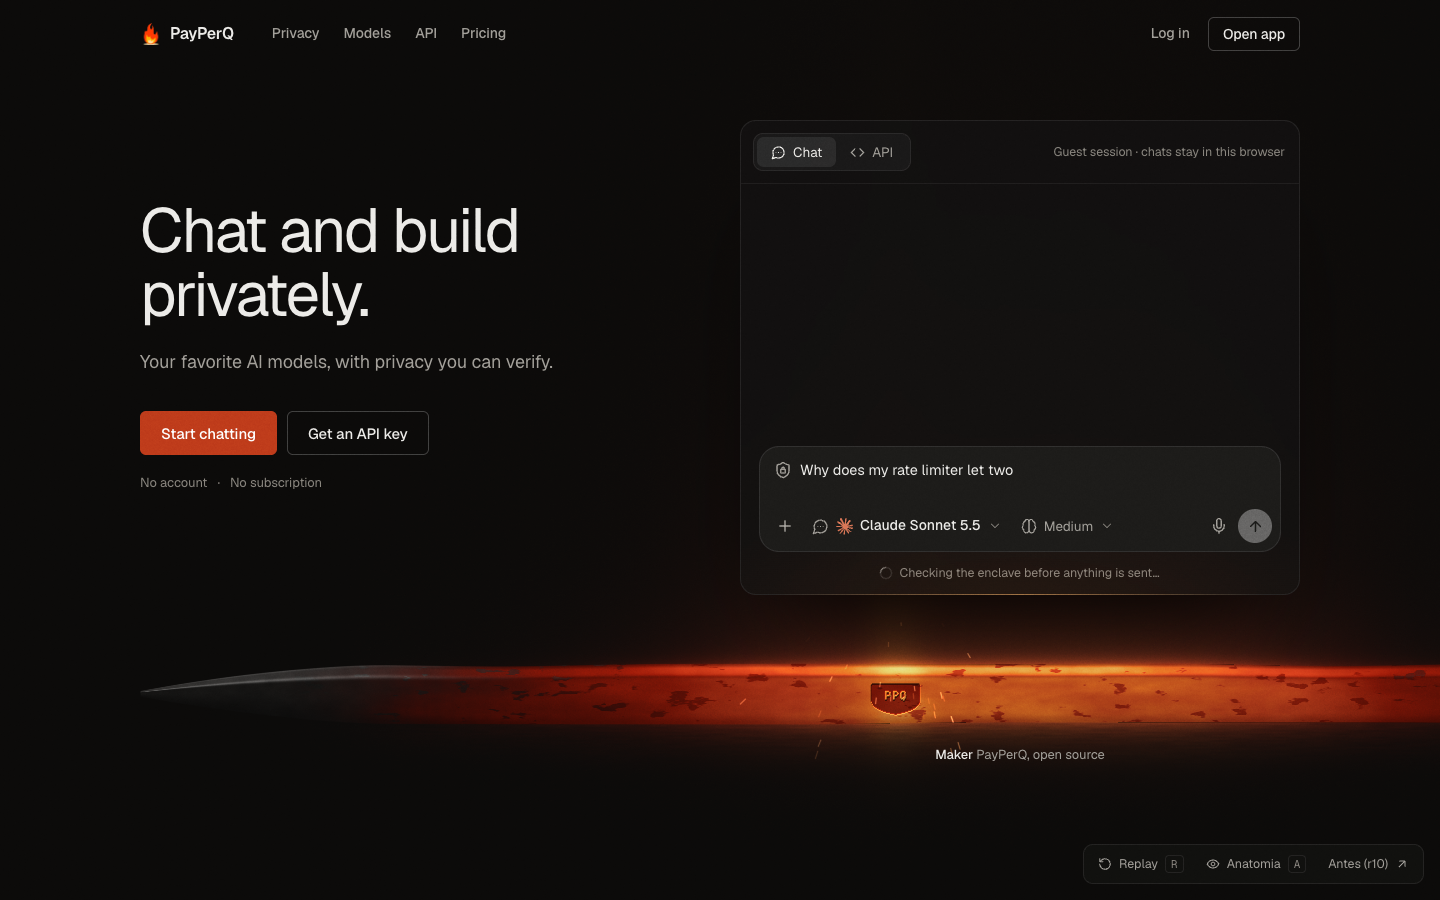 PayPerQ
Privacy
Models
API
Pricing
Log in
Open app
Chat and build
privately.
Your favorite AI models, with privacy you can verify.
Start chatting
Get an API key
No account · No subscription
Chat
API
Guest session · chats stay in this browser
Why does my rate limiter let two
Claude Sonnet 5.5
Medium
Checking the enclave before anything is sent...
PPQ
Maker PayPerQ, open source
Replay R
Anatomia A
Antes (r10)